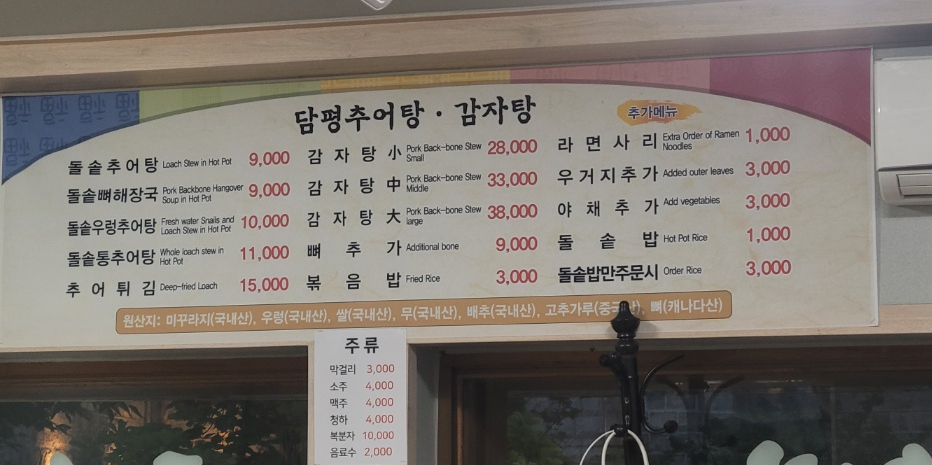 담평추어탕 · 감자탕
추가메뉴
돌솥추어탕 Loach Stew in Hot Pot 9,000
돌솥뼈해장국 Pork Backbone Hangover Soup in Hot Pot 9,000
돌솥우렁추어탕 Fresh water Snails and Loach Stew in Hot Pot 10,000
돌솥통추어탕 Whole loach stew in Hot Pot 11,000
추어튀김 Deep-fried Loach 15,000
감자탕 小 Pork Back-bone Stew Small 28,000
감자탕 中 Pork Back-bone Stew Middle 33,000
감자탕 大 Pork Back-bone Stew large 38,000
뼈추가 Additional bone 9,000
볶음밥 Fried Rice 3,000
라면사리 Extra Order of Ramen Noodles 1,000
우거지추가 Added outer leaves 3,000
야채추가 Add vegetables 3,000
돌솥밥 Hot Pot Rice 1,000
돌솥밥만주문시 Order Rice 3,000
원산지: 미꾸라지(국내산), 우렁(국내산), 쌀(국내산), 무(국내산), 배추(국내산), 고추가루(중국산), 뼈(캐나다산)
주류
막걸리 3,000
소주 4,000
맥주 4,000
청하 4,000
복분자 10,000
음료수 2,000